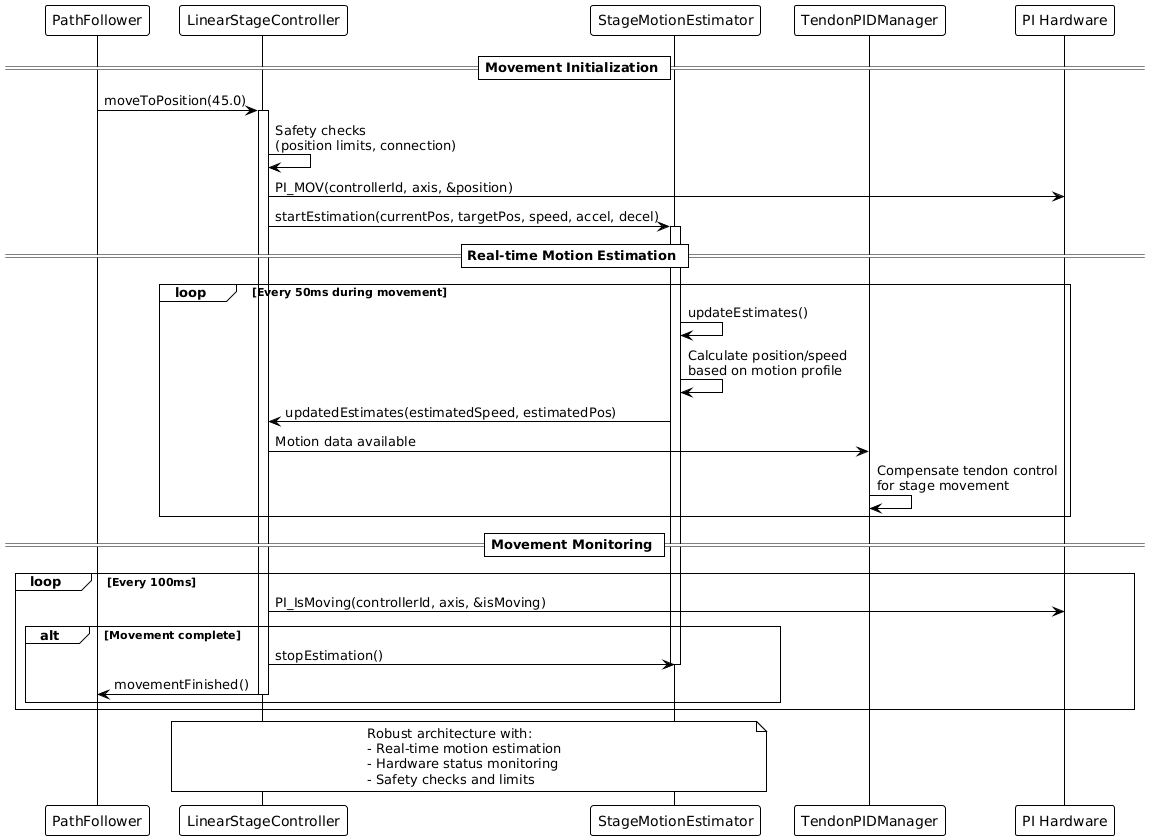 PathFollower
LinearStageController
StageMotionEstimator
TendonPIDManager
PI Hardware
Movement Initialization
moveToPosition(45.0)
Safety checks
(position limits, connection)
PI_MOV(controllerId, axis, &position)
startEstimation(currentPos, targetPos, speed, accel, decel)
Real-time Motion Estimation
loop
[Every 50ms during movement]
updateEstimates()
Calculate position/speed
based on motion profile
updatedEstimates(estimatedSpeed, estimatedPos)
Motion data available
Compensate tendon control
for stage movement
Movement Monitoring
loop
[Every 100ms]
PI_IsMoving(controllerId, axis, &isMoving)
alt
[Movement complete]
stopEstimation()
movementFinished()
Robust architecture with:
- Real-time motion estimation
- Hardware status monitoring
- Safety checks and limits
PathFollower
LinearStageController
StageMotionEstimator
TendonPIDManager
PI Hardware